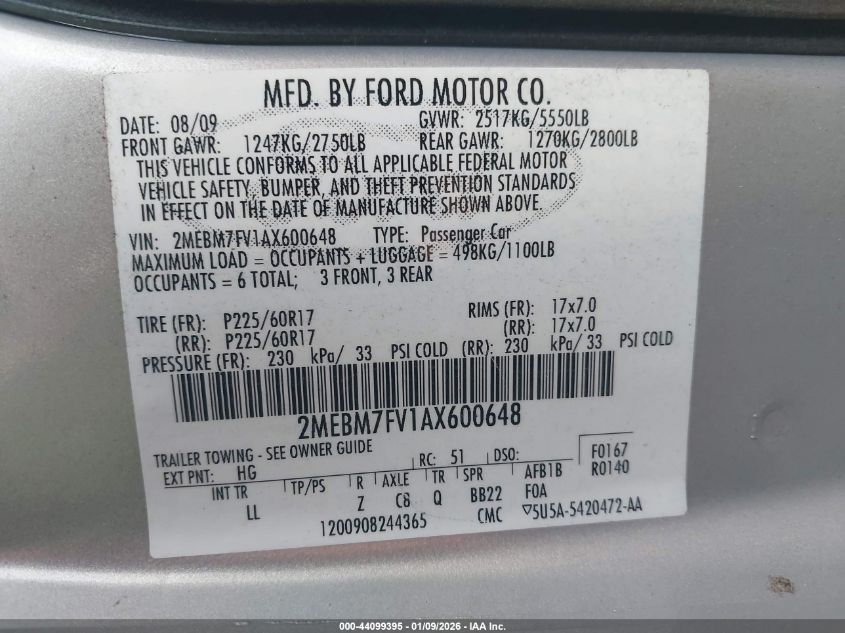 MFD. BY FORD MOTOR CO.
DATE: 08/09 GVWR: 2517KG/5550LB
FRONT GAWR: 1247KG/2750LB REAR GAWR: 1270KG/2800LB
THIS VEHICLE CONFORMS TO ALL APPLICABLE FEDERAL MOTOR
VEHICLE SAFETY, BUMPER, AND THEFT PREVENTION STANDARDS
IN EFFECT ON THE DATE OF MANUFACTURE SHOWN ABOVE.
VIN: 2MEBM7FV1AX600648 TYPE: Passenger Car
MAXIMUM LOAD = OCCUPANTS + LUGGAGE = 498KG/1100LB
OCCUPANTS = 6 TOTAL; 3 FRONT, 3 REAR
TIRE (FR): P225/60R17 RIMS (FR): 17x7.0
(RR): P225/60R17 (RR): 17x7.0
PRESSURE (FR): 230 kPa/ 33 PSI COLD (RR): 230 kPa/ 33 PSI COLD
2MEBM7FV1AX600648
TRAILER TOWING - SEE OWNER GUIDE
EXT PNT: HG RC: 51 DSO: F0167
INT TR TP/PS R AXLE TR SPR AFB1B R0140
LL Z C8 Q BB22 F0A
1200908244365 CMC ▽5U5A-5420472-AA
000-44099395 - 01/09/2026 - IAA Inc.